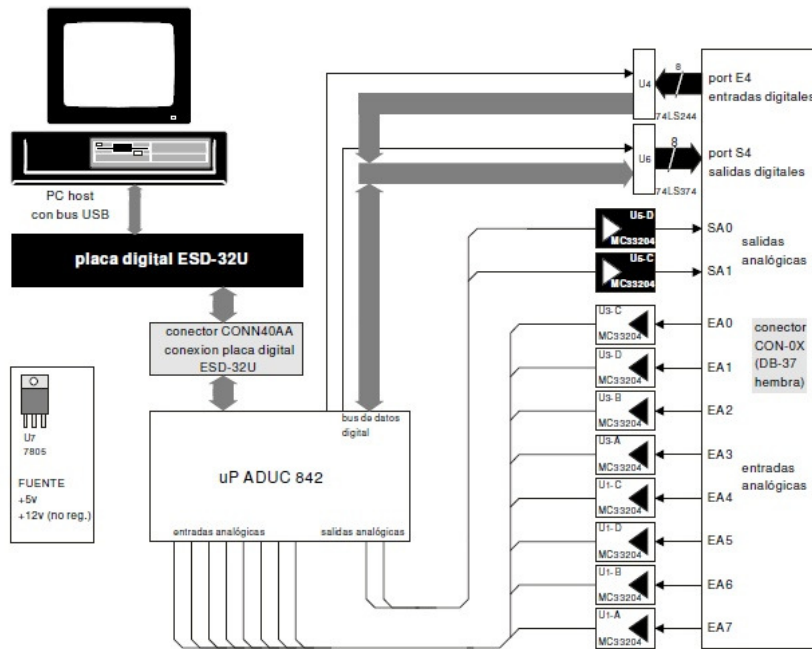 PC host
con bus USB
placa digital ESD-32U
conector CONN40AA
conexion placa digital
ESD-32U
U7
7805
FUENTE
+5v
+12v (no reg.)
bus de datos
digital
uP ADUC 842
entradas analógicas
salidas analógicas
U4
74LS244
8
port E4
entradas digitales
U6
74LS374
8
port S4
salidas digitales
U5-D
MC33204
SA0
U5-C
MC33204
SA1
salidas
analógicas
U3-C
MC33204
EA0
U3-D
MC33204
EA1
U3-B
MC33204
EA2
conector
CON-0X
(DB-37
hembra)
U3-A
MC33204
EA3
U1-C
MC33204
EA4
entradas
analógicas
U1-D
MC33204
EA5
U1-B
MC33204
EA6
U1-A
MC33204
EA7